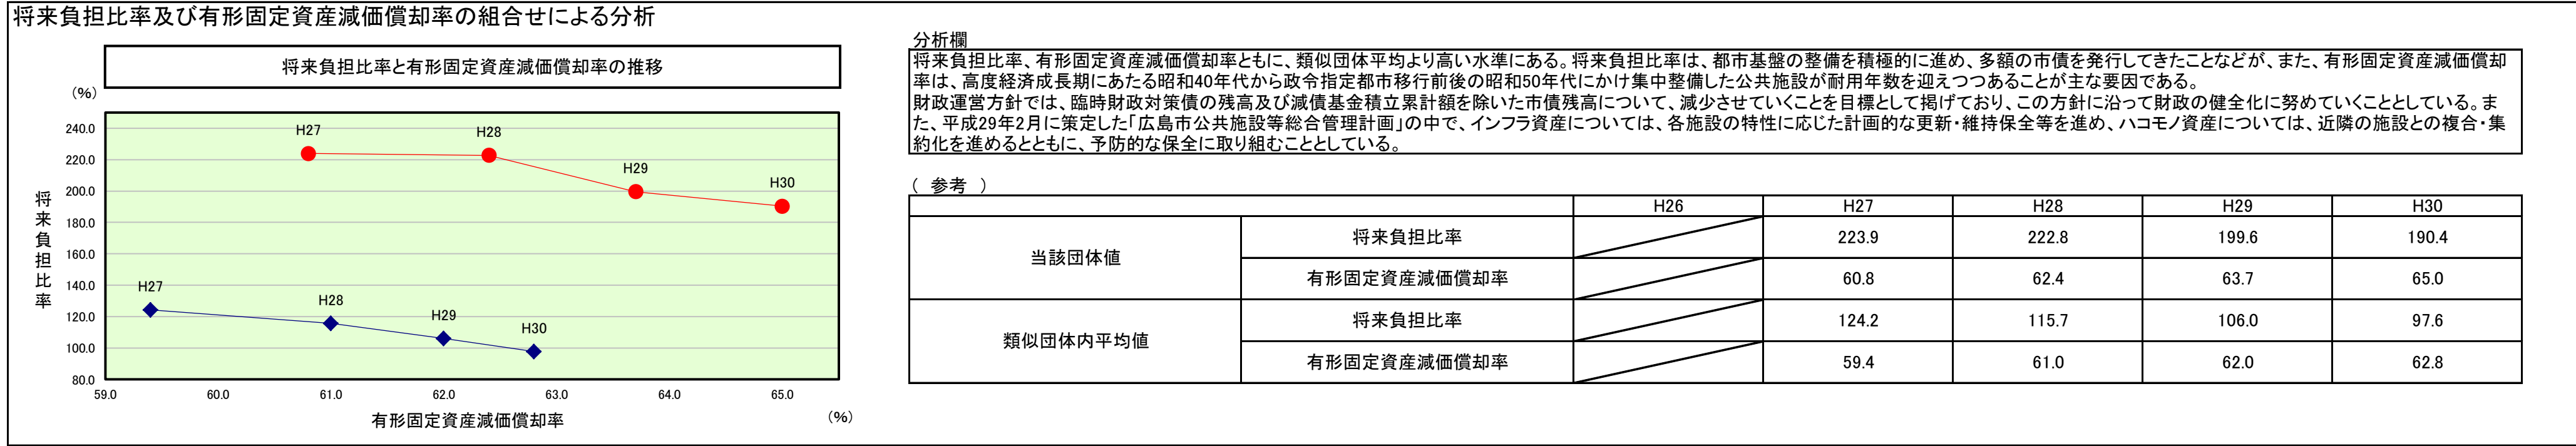 将来負担比率及び有形固定資産減価償却率の組合せによる分析
将来負担比率と有形固定資産減価償却率の推移
(%)
240.0
220.0
200.0
180.0
160.0
140.0
120.0
100.0
80.0
将来負担比率
H27
H28
H29
H30
H27
H28
H29
H30
59.0 60.0 61.0 62.0 63.0 64.0 65.0
有形固定資産減価償却率
(%)
分析欄
将来負担比率、有形固定資産減価償却率ともに、類似団体平均より高い水準にある。将来負担比率は、都市基盤の整備を積極的に進め、多額の市債を発行してきたことなどが、また、有形固定資産減価償却
率は、高度経済成長期にあたる昭和40年代から政令指定都市移行前後の昭和50年代にかけ集中整備した公共施設が耐用年数を迎えつつあることが主な要因である。
財政運営方針では、臨時財政対策債の残高及び減債基金積立累計額を除いた市債残高について、減少させていくことを目標として掲げており、この方針に沿って財政の健全化に努めていくこととしている。ま
た、平成29年2月に策定した「広島市公共施設等総合管理計画」の中で、インフラ資産については、各施設の特性に応じた計画的な更新・維持保全等を進め、ハコモノ資産については、近隣の施設との複合・集
約化を進めるとともに、予防的な保全に取り組むこととしている。
( 参考 )
H26 H27 H28 H29 H30
当該団体値
将来負担比率 223.9 222.8 199.6 190.4
有形固定資産減価償却率 60.8 62.4 63.7 65.0
類似団体内平均値
将来負担比率 124.2 115.7 106.0 97.6
有形固定資産減価償却率 59.4 61.0 62.0 62.8